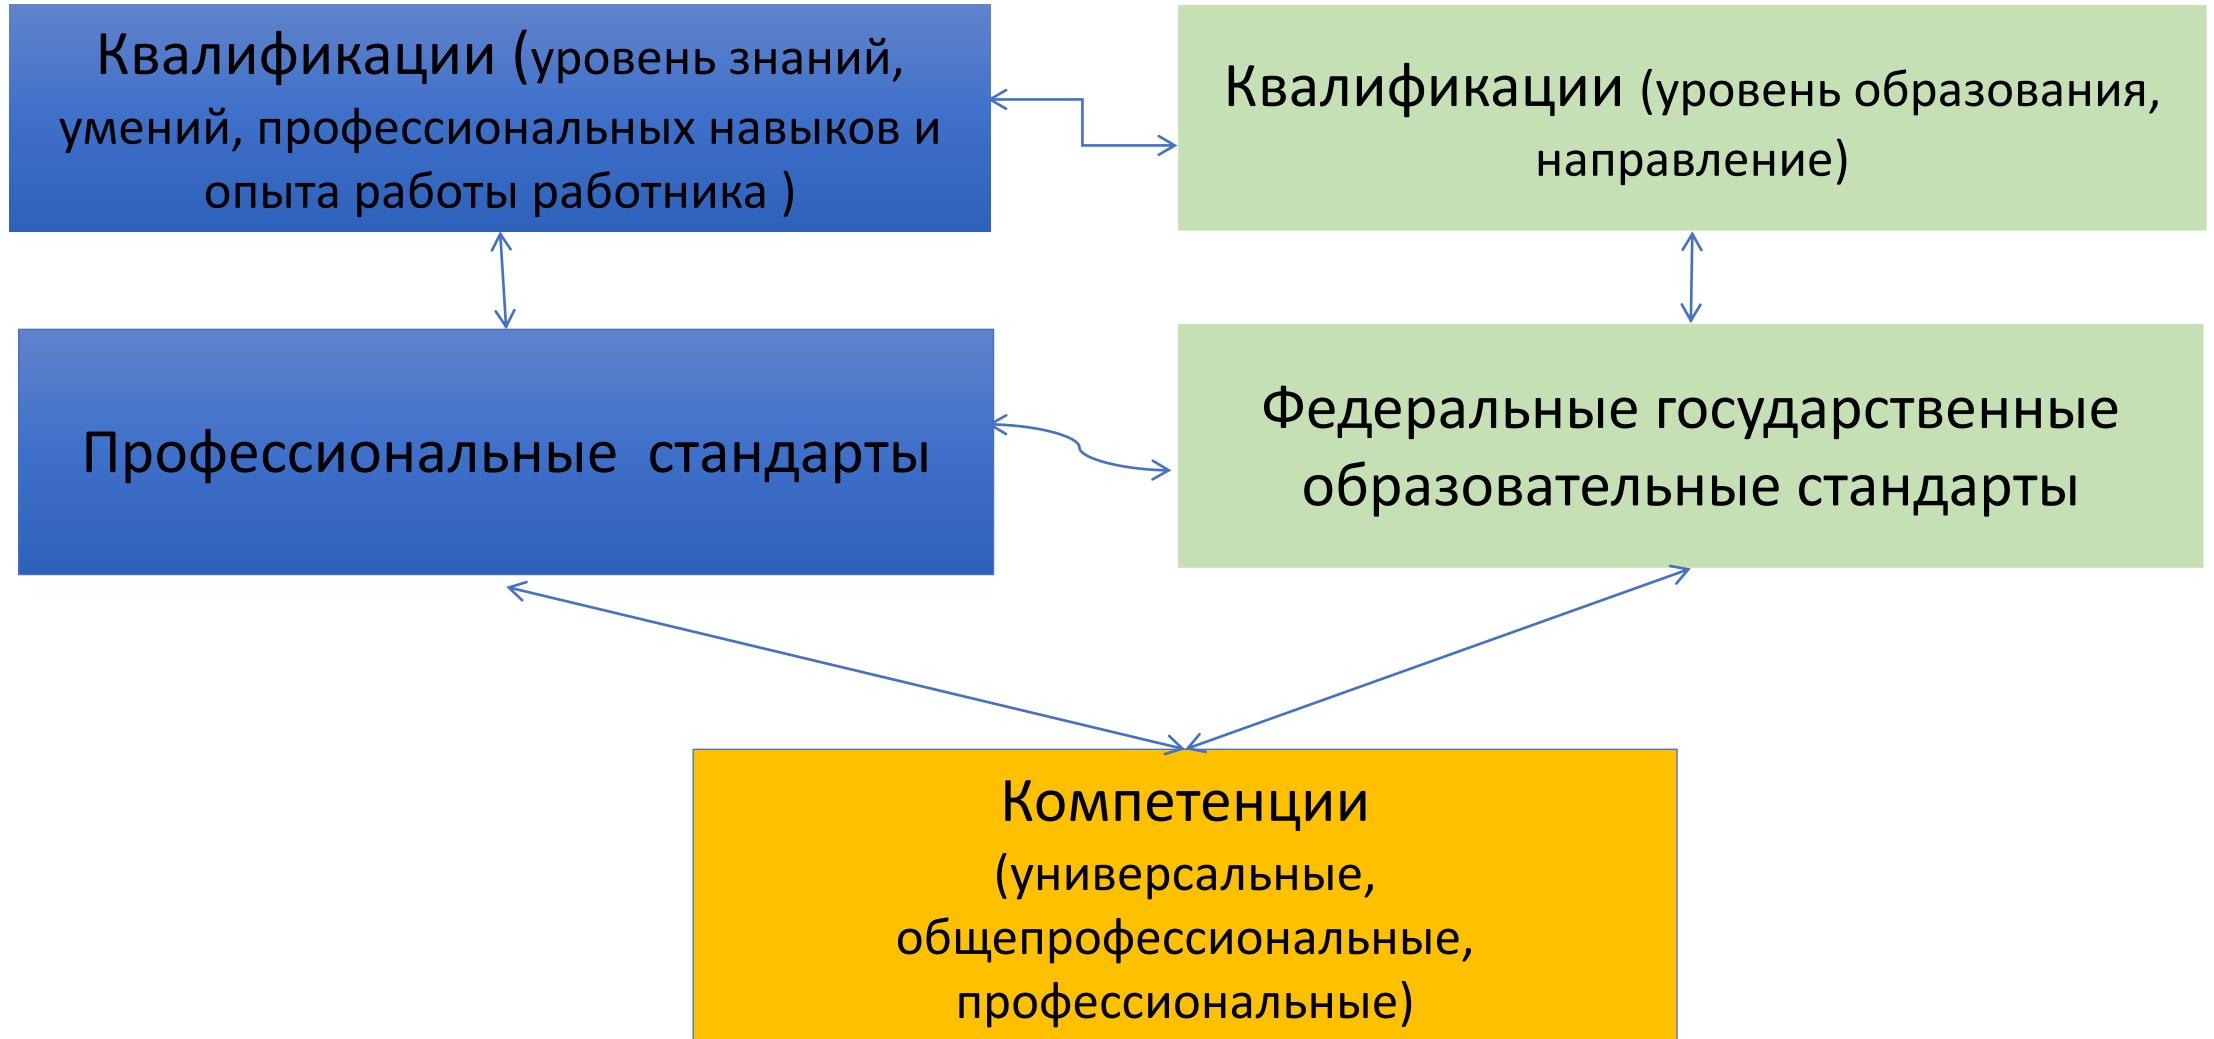 Квалификации (уровень знаний,
умений, профессиональных навыков и
опыта работы работника )
Квалификации (уровень образования,
направление)
Профессиональные  стандарты
Федеральные государственные
образовательные стандарты
Компетенции
(универсальные,
общепрофессиональные,
профессиональные)